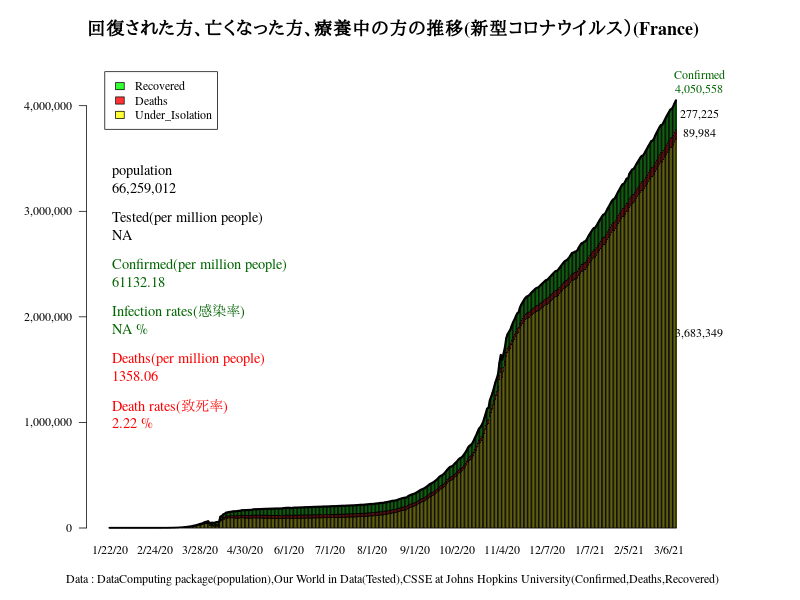 回復された方、亡くなった方、療養中の方の推移(新型コロナウイルス）(France)
Confirmed
4,050,558
277,225
89,984
3,683,349
Recovered
Deaths
Under_Isolation
population
66,259,012
Tested(per million people)
NA
Confirmed(per million people)
61132.18
Infection rates(感染率)
NA %
Deaths(per million people)
1358.06
Death rates(致死率)
2.22 %
4,000,000
3,000,000
2,000,000
1,000,000
0
1/22/20 2/24/20 3/28/20 4/30/20 6/1/20 7/1/20 8/1/20 9/1/20 10/2/20 11/4/20 12/7/20 1/7/21 2/5/21 3/6/21
Data : DataComputing package(population),Our World in Data(Tested),CSSE at Johns Hopkins University(Confirmed,Deaths,Recovered)